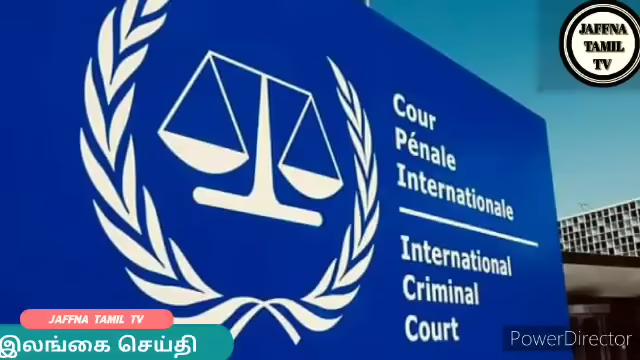 JAFFNA
TAMIL
TV
Cour
Pénale
Internationale
International
Criminal
Court
JAFFNA TAMIL TV
இலங்கை செய்தி
PowerDirector